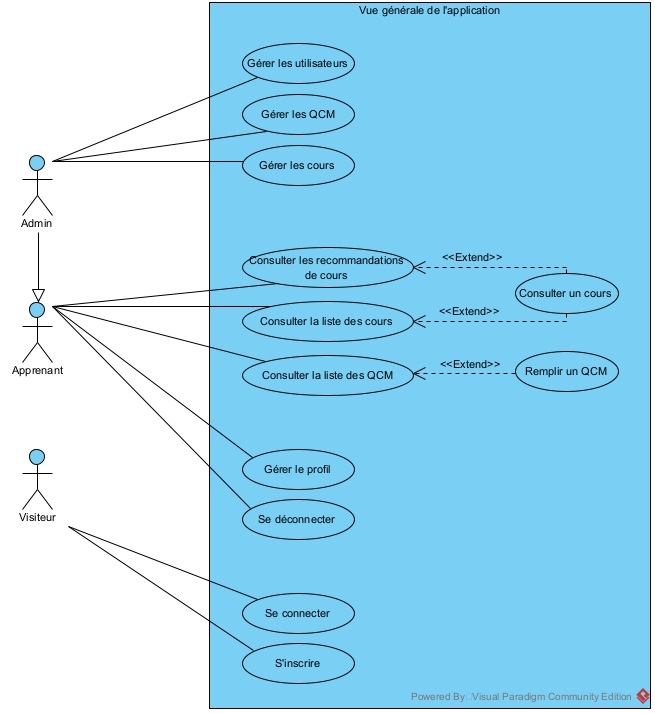 Vue générale de l'application
Gérer les utilisateurs
Gérer les QCM
Gérer les cours
Admin
Consulter les recommandations
de cours
<<Extend>>
Consulter un cours
Consulter la liste des cours
<<Extend>>
Apprenant
Consulter la liste des QCM
<<Extend>>
Remplir un QCM
Gérer le profil
Visiteur
Se déconnecter
Se connecter
S'inscrire
Powered By Visual Paradigm Community Edition